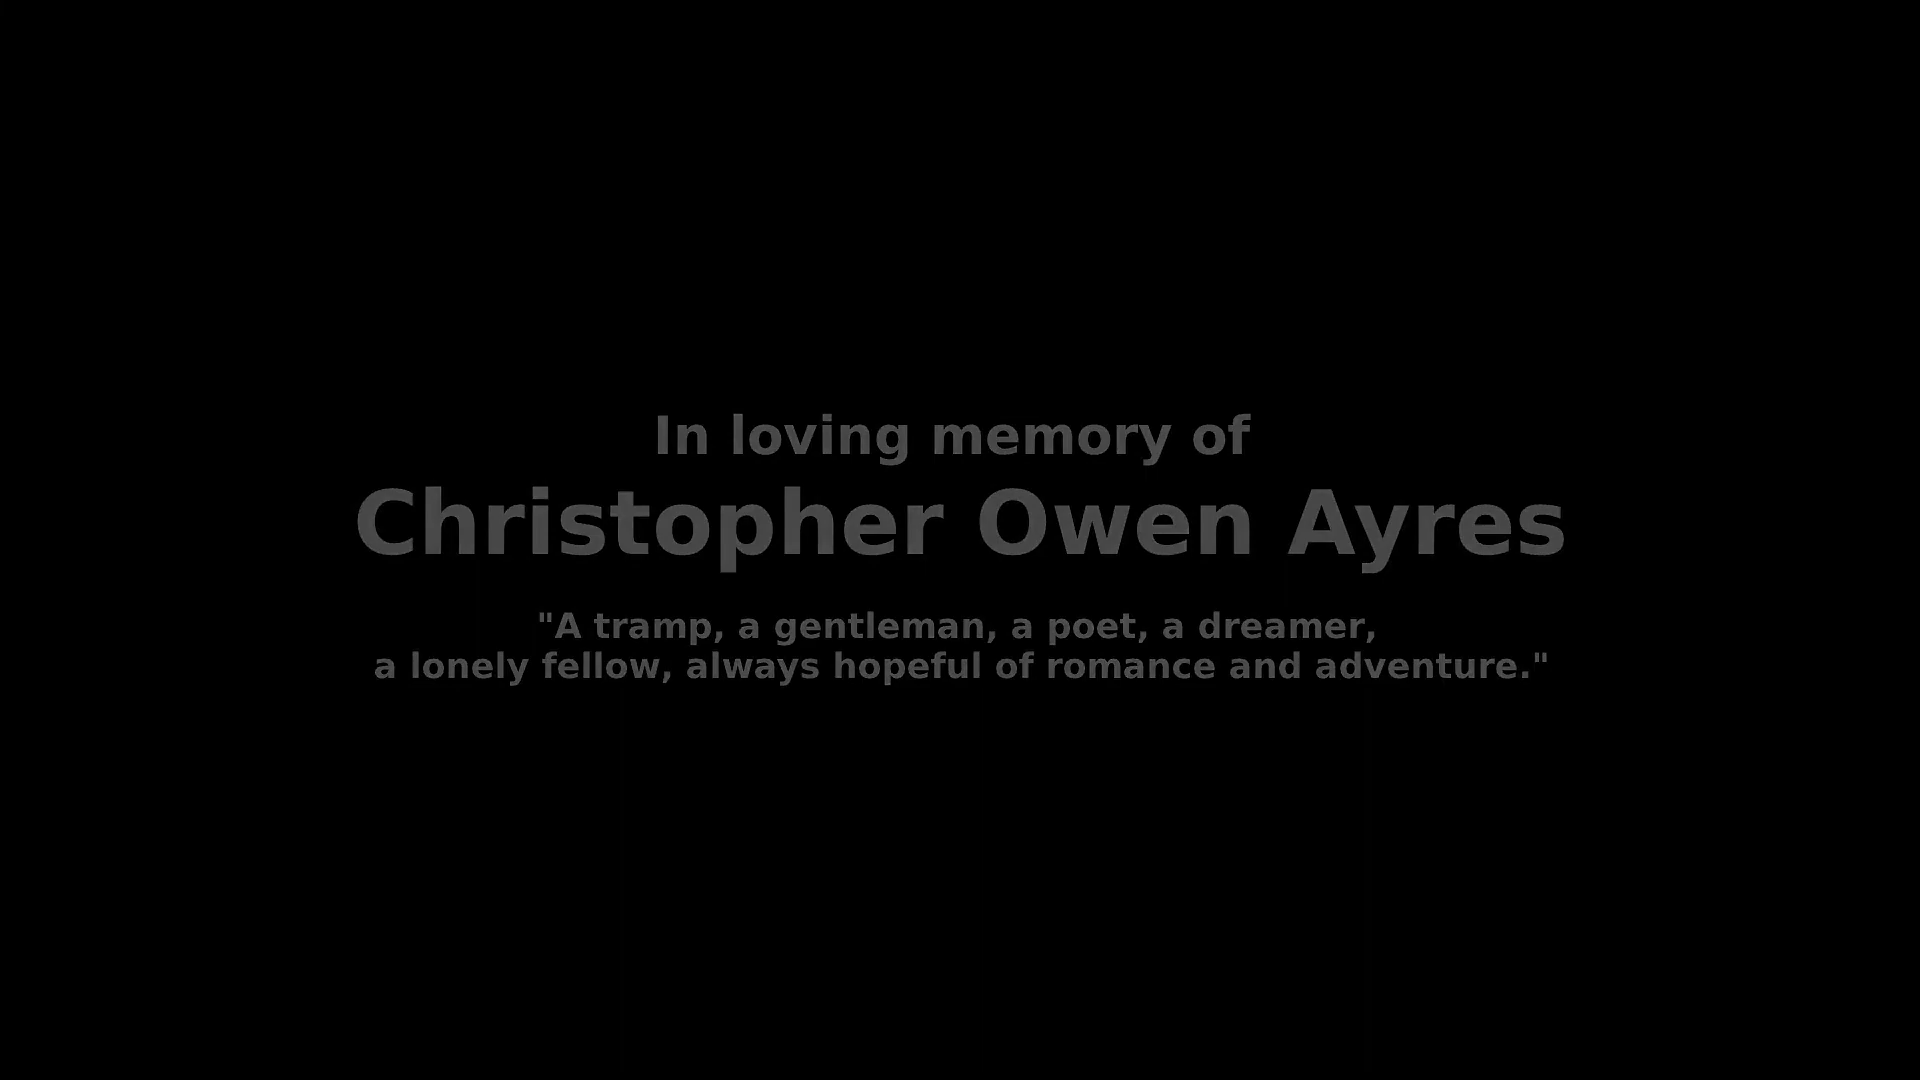 In loving memory of
Christopher Owen Ayres
"A tramp, a gentleman, a poet, a dreamer,
a lonely fellow, always hopeful of romance and adventure."